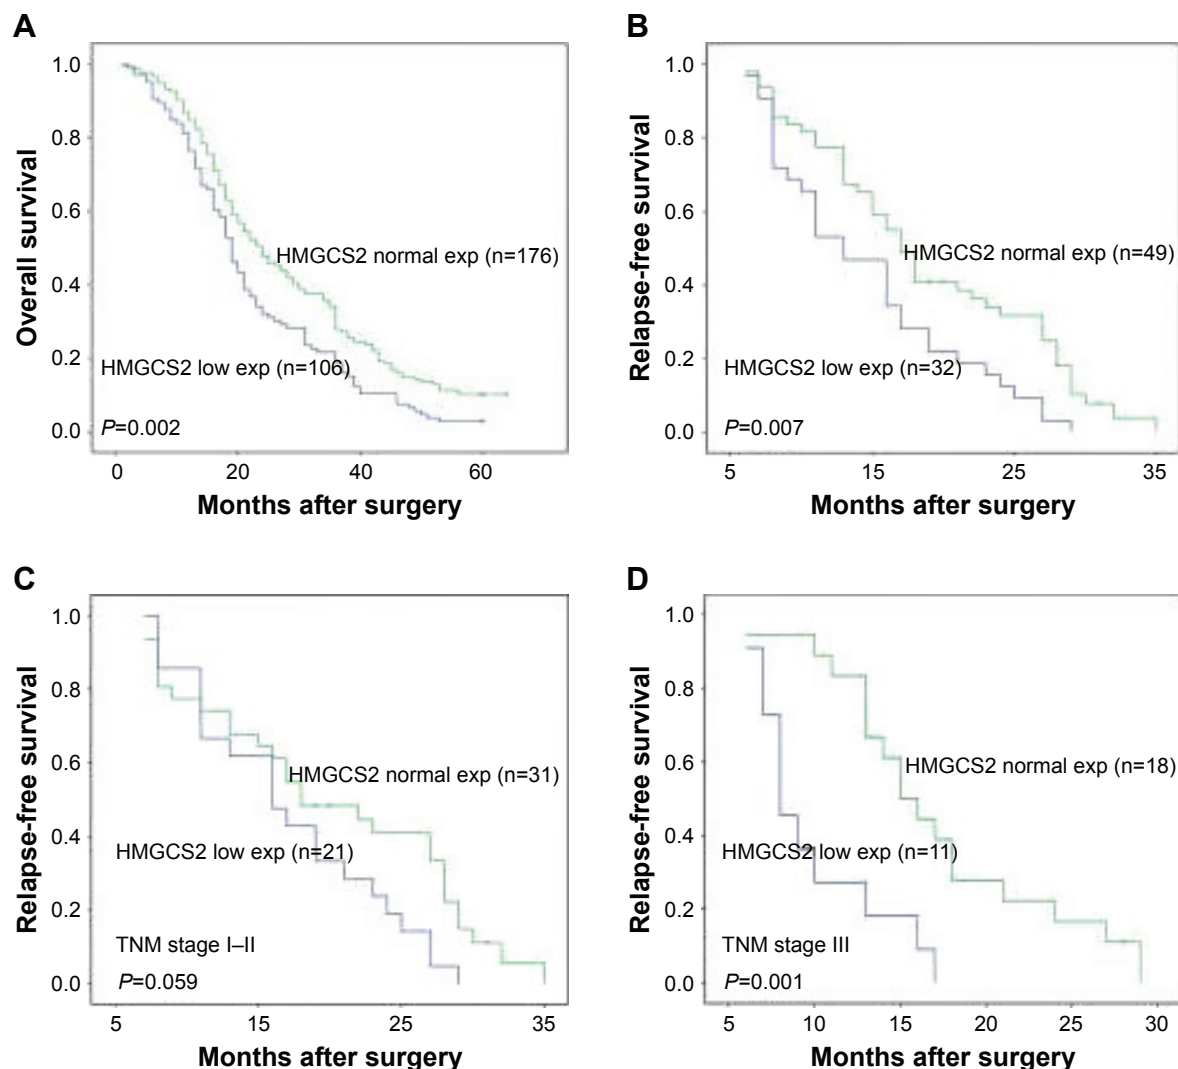 A
Overall survival
1.0
0.8
0.6
0.4
0.2
0.0
HMGCS2 normal exp (n=176)
HMGCS2 low exp (n=106)
P=0.002
0 20 40 60
Months after surgery
B
Relapse-free survival
1.0
0.8
0.6
0.4
0.2
0.0
HMGCS2 normal exp (n=49)
HMGCS2 low exp (n=32)
P=0.007
5 15 25 35
Months after surgery
C
Relapse-free survival
1.0
0.8
0.6
0.4
0.2
0.0
HMGCS2 normal exp (n=31)
HMGCS2 low exp (n=21)
TNM stage I–II
P=0.059
5 15 25 35
Months after surgery
D
Relapse-free survival
1.0
0.8
0.6
0.4
0.2
0.0
HMGCS2 normal exp (n=18)
HMGCS2 low exp (n=11)
TNM stage III
P=0.001
5 10 15 20 25 30
Months after surgery